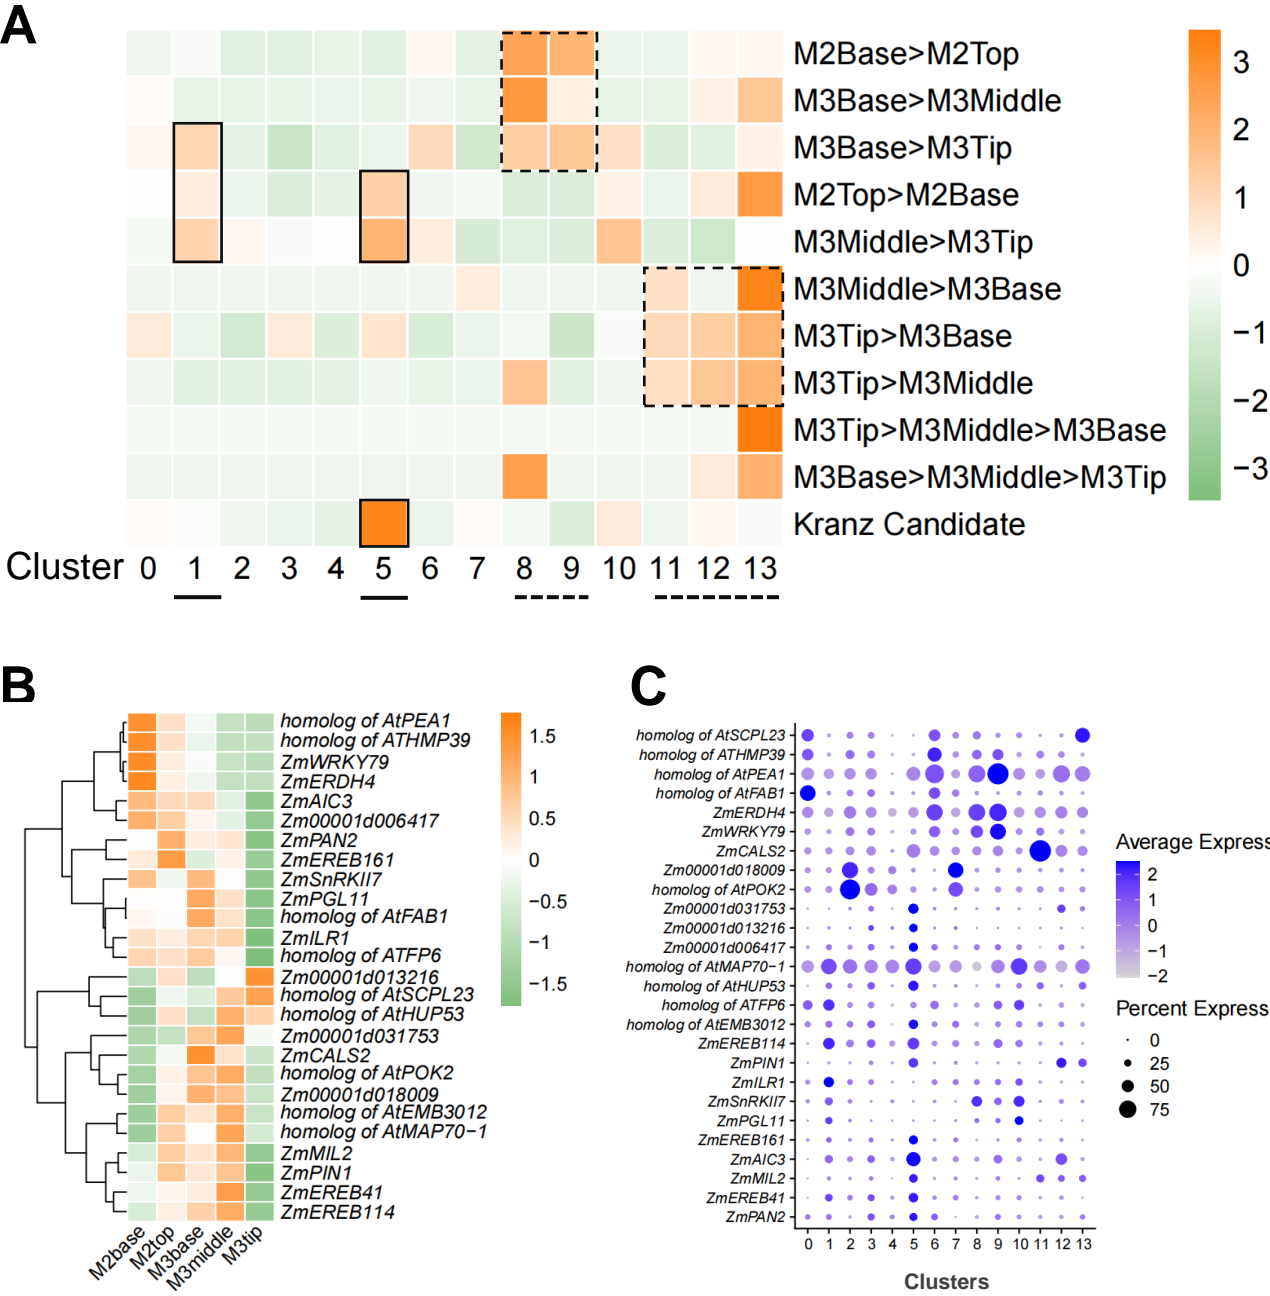 A
M2Base>M2Top
M3Base>M3Middle
M3Base>M3Tip
M2Top>M2Base
M3Middle>M3Tip
M3Middle>M3Base
M3Tip>M3Base
M3Tip>M3Middle
M3Tip>M3Middle>M3Base
M3Base>M3Middle>M3Tip
Kranz Candidate
3
2
1
0
−1
−2
−3
Cluster 0 1 2 3 4 5 6 7 8 9 10 11 12 13
B
homolog of AtPEA1
homolog of ATHMP39
ZmWRKY79
ZmERDH4
ZmAIC3
Zm00001d006417
ZmPAN2
ZmEREB161
ZmSnRKII7
ZmPGL11
homolog of AtFAB1
ZmILR1
homolog of ATFP6
Zm00001d013216
homolog of AtSCPL23
homolog of AtHUP53
Zm00001d031753
ZmCALS2
homolog of AtPOK2
Zm00001d018009
homolog of AtEMB3012
homolog of AtMAP70−1
ZmMIL2
ZmPIN1
ZmEREB41
ZmEREB114
M2base
M2top
M3base
M3middle
M3tip
1.5
1
0.5
0
−0.5
−1
−1.5
C
homolog of AtSCPL23
homolog of ATHMP39
homolog of AtPEA1
homolog of AtFAB1
ZmERDH4
ZmWRKY79
ZmCALS2
Zm00001d018009
homolog of AtPOK2
Zm00001d031753
Zm00001d013216
Zm00001d006417
homolog of AtMAP70−1
homolog of AtHUP53
homolog of ATFP6
homolog of AtEMB3012
ZmEREB114
ZmPIN1
ZmILR1
ZmSnRKII7
ZmPGL11
ZmEREB161
ZmAIC3
ZmMIL2
ZmEREB41
ZmPAN2
0 1 2 3 4 5 6 7 8 9 10 11 12 13
Clusters
Average Express
2
1
0
−1
−2
Percent Express
0
25
50
75